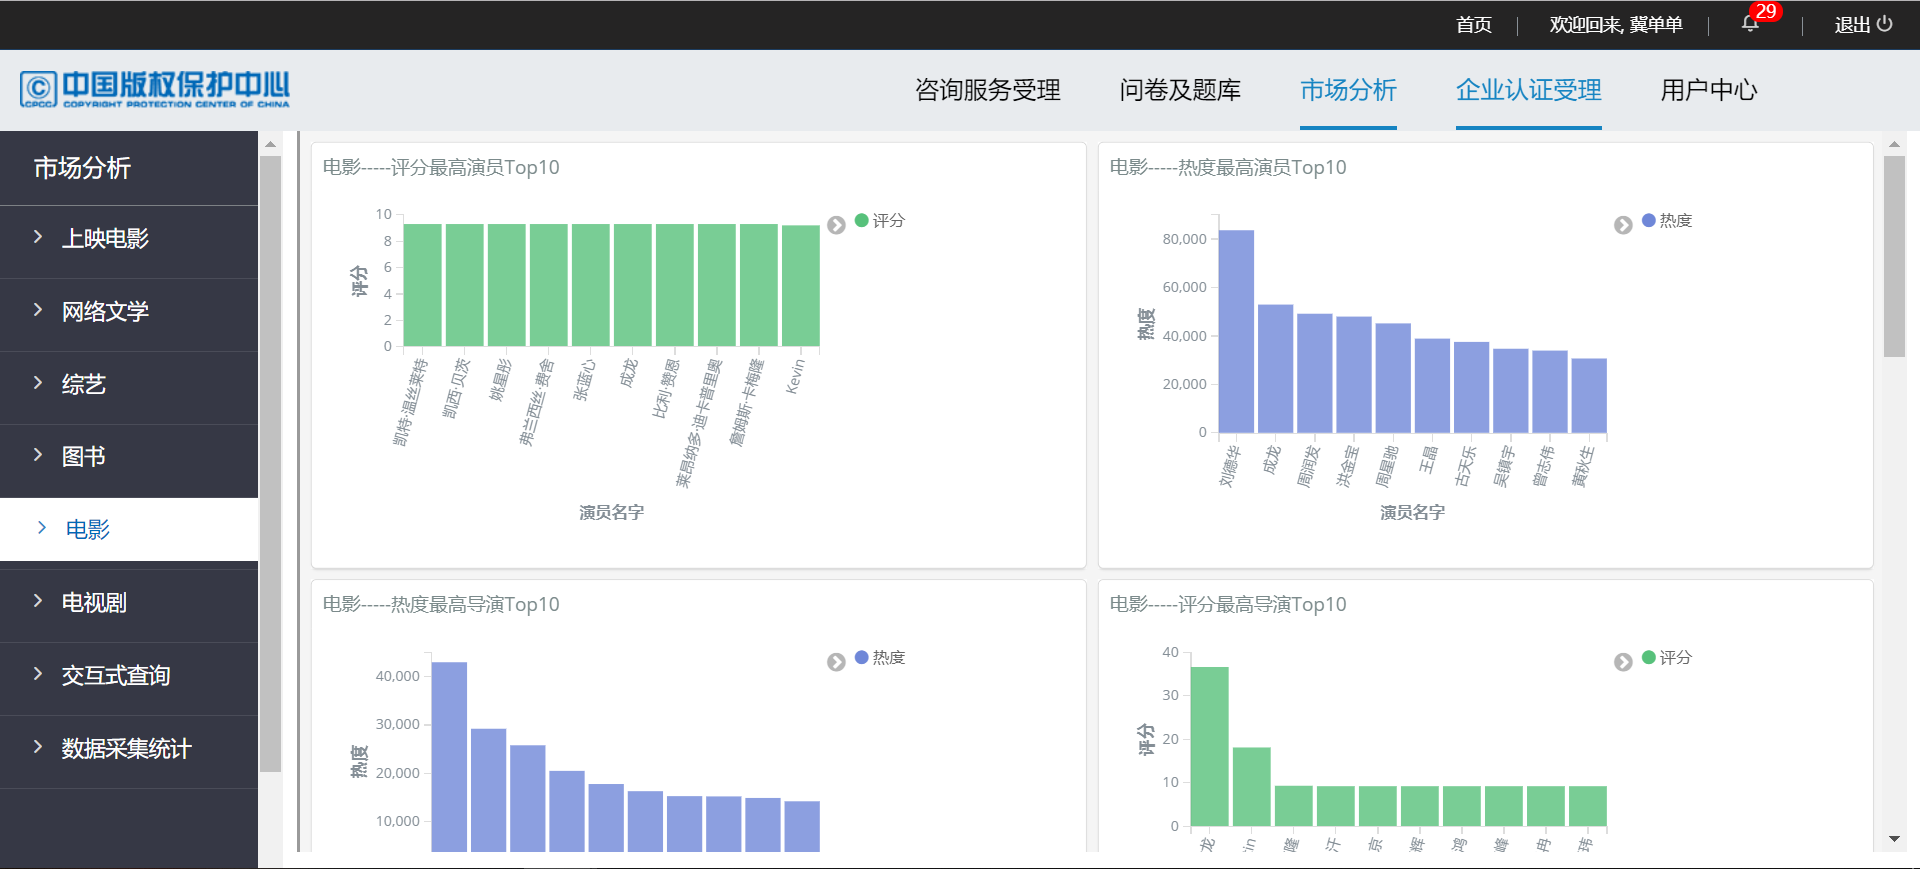 首页
欢迎回来, 冀单单
29
退出
中国版权保护中心
CPCC COPYRIGHT PROTECTION CENTER OF CHINA
咨询服务受理
问卷及题库
市场分析
企业认证受理
用户中心
市场分析
上映电影
网络文学
综艺
图书
电影
电视剧
交互式查询
数据采集统计
电影-----评分最高演员Top10
10
8
6
4
2
0
评分
评分
凯特·温丝莱特
凯西·贝茨
姚星彤
弗兰西丝·费舍
张蓝心
成龙
比利·赞恩
莱昂纳多·迪卡普里奥
詹姆斯·卡梅隆
Kevin
演员名字
电影-----热度最高演员Top10
80,000
60,000
40,000
20,000
0
热度
热度
刘德华
成龙
周润发
洪金宝
周星驰
王晶
古天乐
吴镇宇
曾志伟
黄秋生
演员名字
电影-----热度最高导演Top10
40,000
30,000
20,000
10,000
热度
热度
电影-----评分最高导演Top10
40
30
20
10
0
评分
评分
龙
in
隆
汗
京
辉
鸿
峰
冉
玮